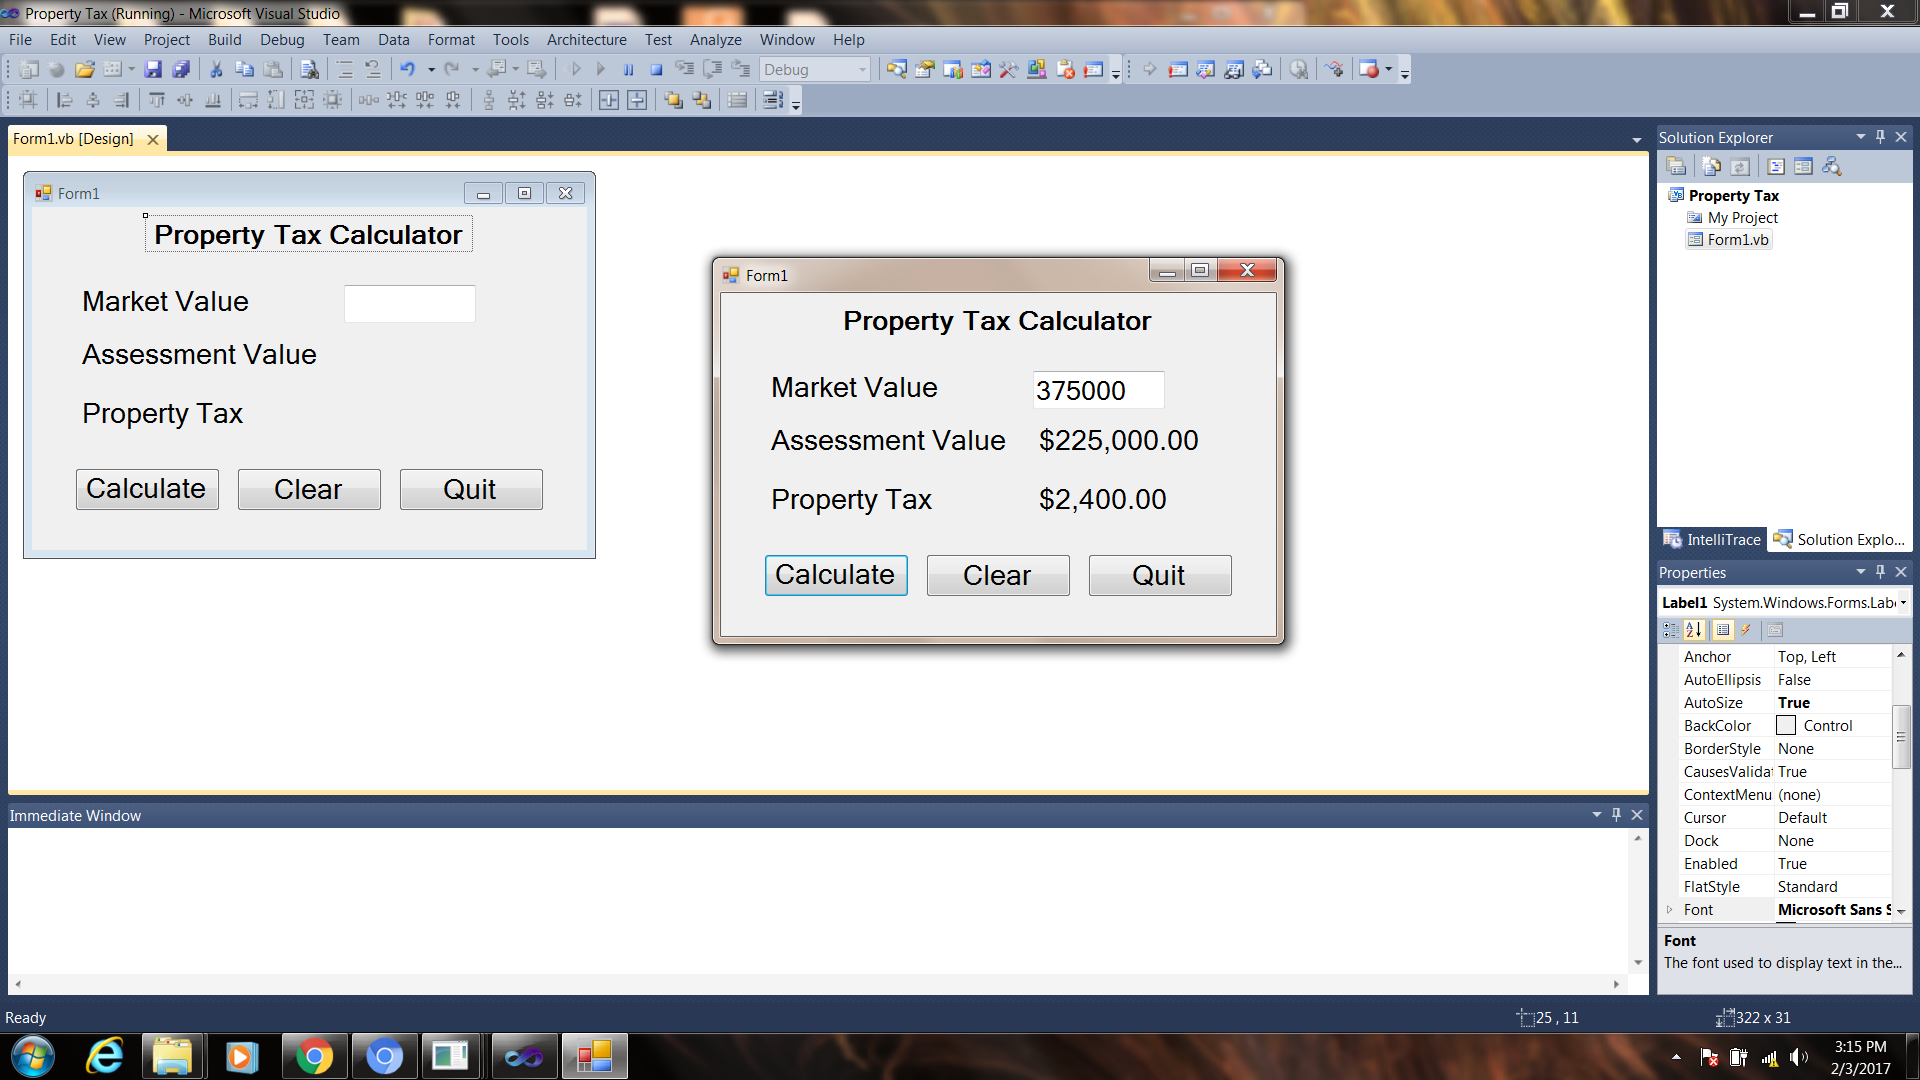 Property Tax (Running) - Microsoft Visual Studio
File Edit View Project Build Debug Team Data Format Tools Architecture Test Analyze Window Help
Debug
Form1.vb [Design]
Form1
Property Tax Calculator
Market Value
Assessment Value
Property Tax
Calculate Clear Quit
Form1
Property Tax Calculator
Market Value 375000
Assessment Value $225,000.00
Property Tax $2,400.00
Calculate Clear Quit
Solution Explorer
Property Tax
My Project
Form1.vb
IntelliTrace Solution Explo...
Properties
Label1 System.Windows.Forms.Lab
Anchor Top, Left
AutoEllipsis False
AutoSize True
BackColor Control
BorderStyle None
CausesValidat True
ContextMenu (none)
Cursor Default
Dock None
Enabled True
FlatStyle Standard
Font Microsoft Sans S
Font
The font used to display text in the...
Immediate Window
Ready
25 , 11
322 x 31
3:15 PM
2/3/2017